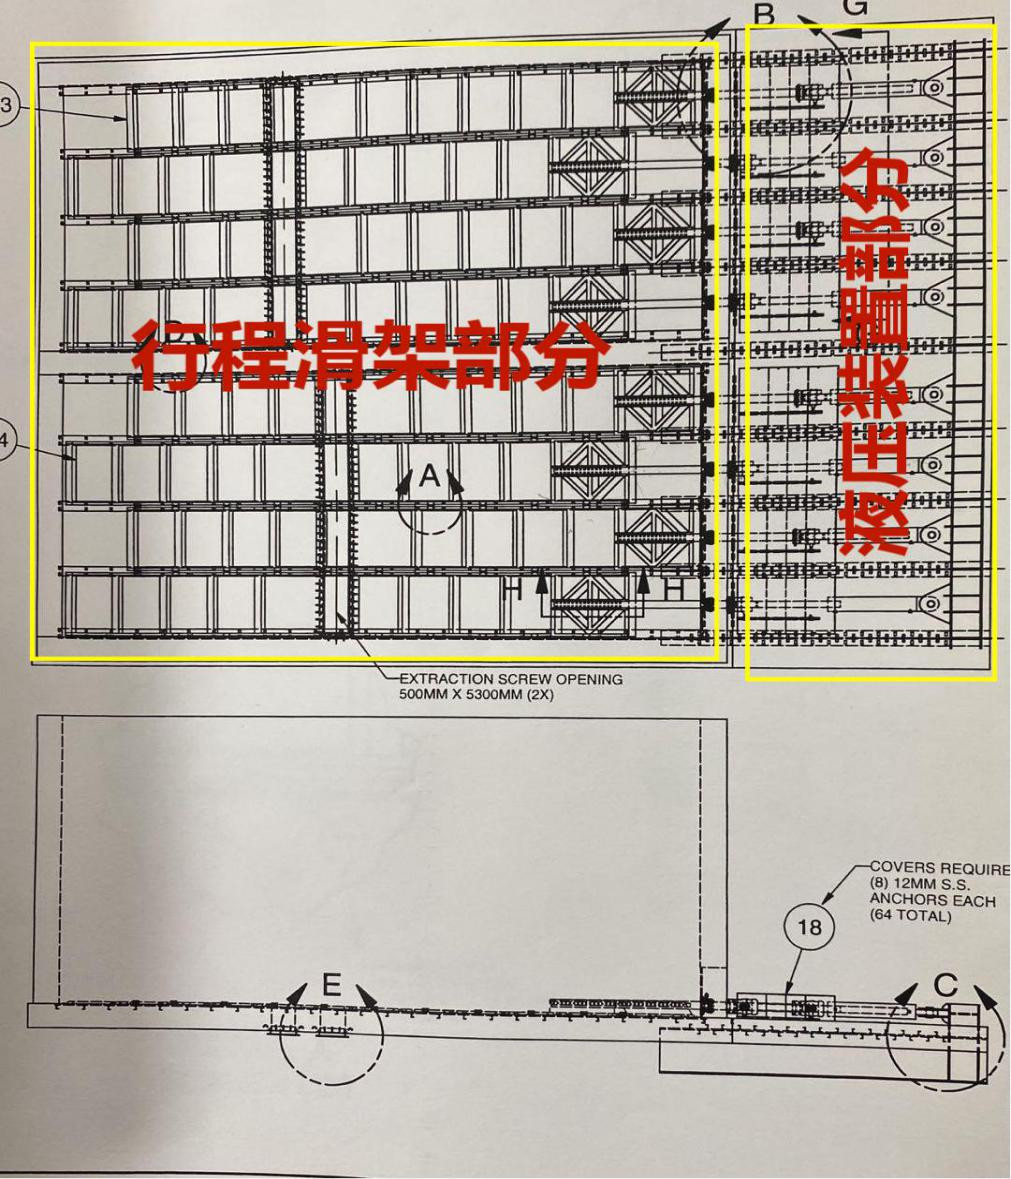 B
G
3
行程滑架部分
液压装置部分
4
A
H
H
EXTRACTION SCREW OPENING
500MM X 5300MM (2X)
COVERS REQUIRE
(8) 12MM S.S.
ANCHORS EACH
(64 TOTAL)
18
E
C